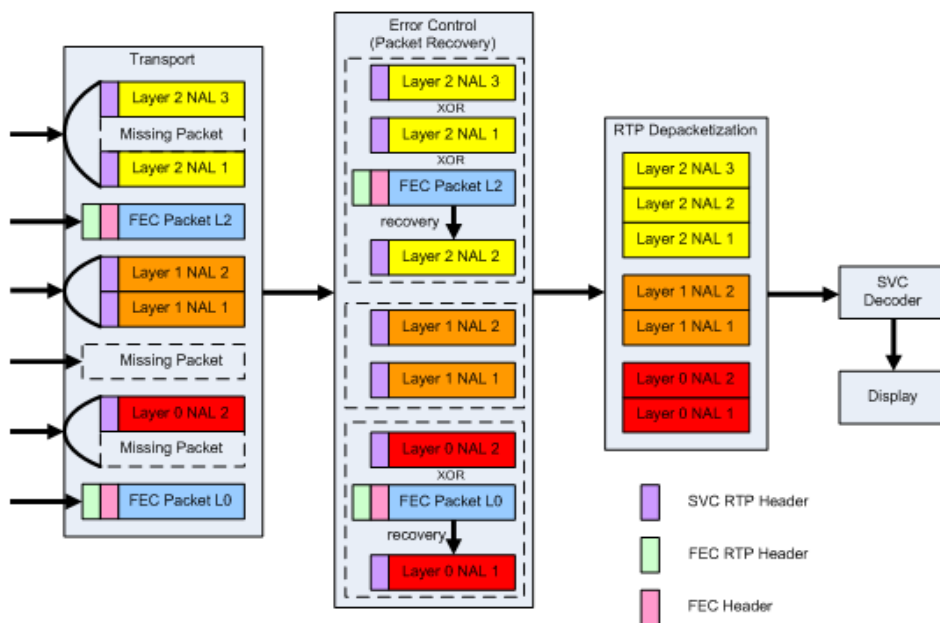 Transport
Layer 2 NAL 3
Missing Packet
Layer 2 NAL 1
FEC Packet L2
Layer 1 NAL 2
Layer 1 NAL 1
Missing Packet
Layer 0 NAL 2
Missing Packet
FEC Packet L0
Error Control
(Packet Recovery)
Layer 2 NAL 3
XOR
Layer 2 NAL 1
XOR
FEC Packet L2
recovery
Layer 2 NAL 2
Layer 1 NAL 2
Layer 1 NAL 1
Layer 0 NAL 2
XOR
FEC Packet L0
recovery
Layer 0 NAL 1
RTP Depacketization
Layer 2 NAL 3
Layer 2 NAL 2
Layer 2 NAL 1
Layer 1 NAL 2
Layer 1 NAL 1
Layer 0 NAL 2
Layer 0 NAL 1
SVC
Decoder
Display
SVC RTP Header
FEC RTP Header
FEC Header